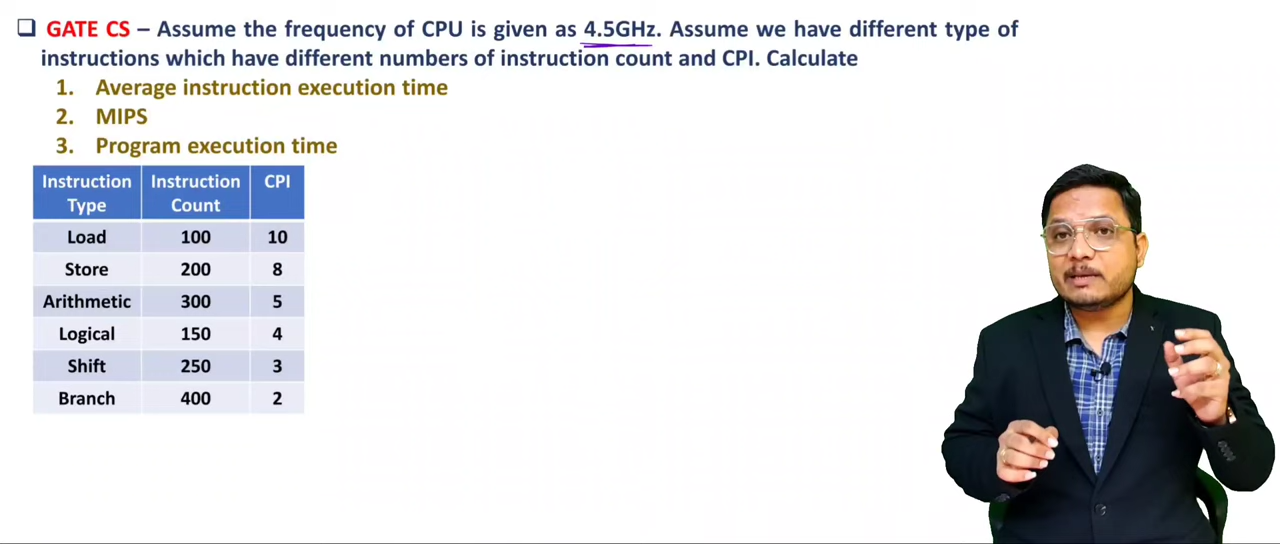 ❑ GATE CS – Assume the frequency of CPU is given as 4.5GHz. Assume we have different type of
instructions which have different numbers of instruction count and CPI. Calculate
1. Average instruction execution time
2. MIPS
3. Program execution time
Instruction Type Instruction Count CPI
Load 100 10
Store 200 8
Arithmetic 300 5
Logical 150 4
Shift 250 3
Branch 400 2